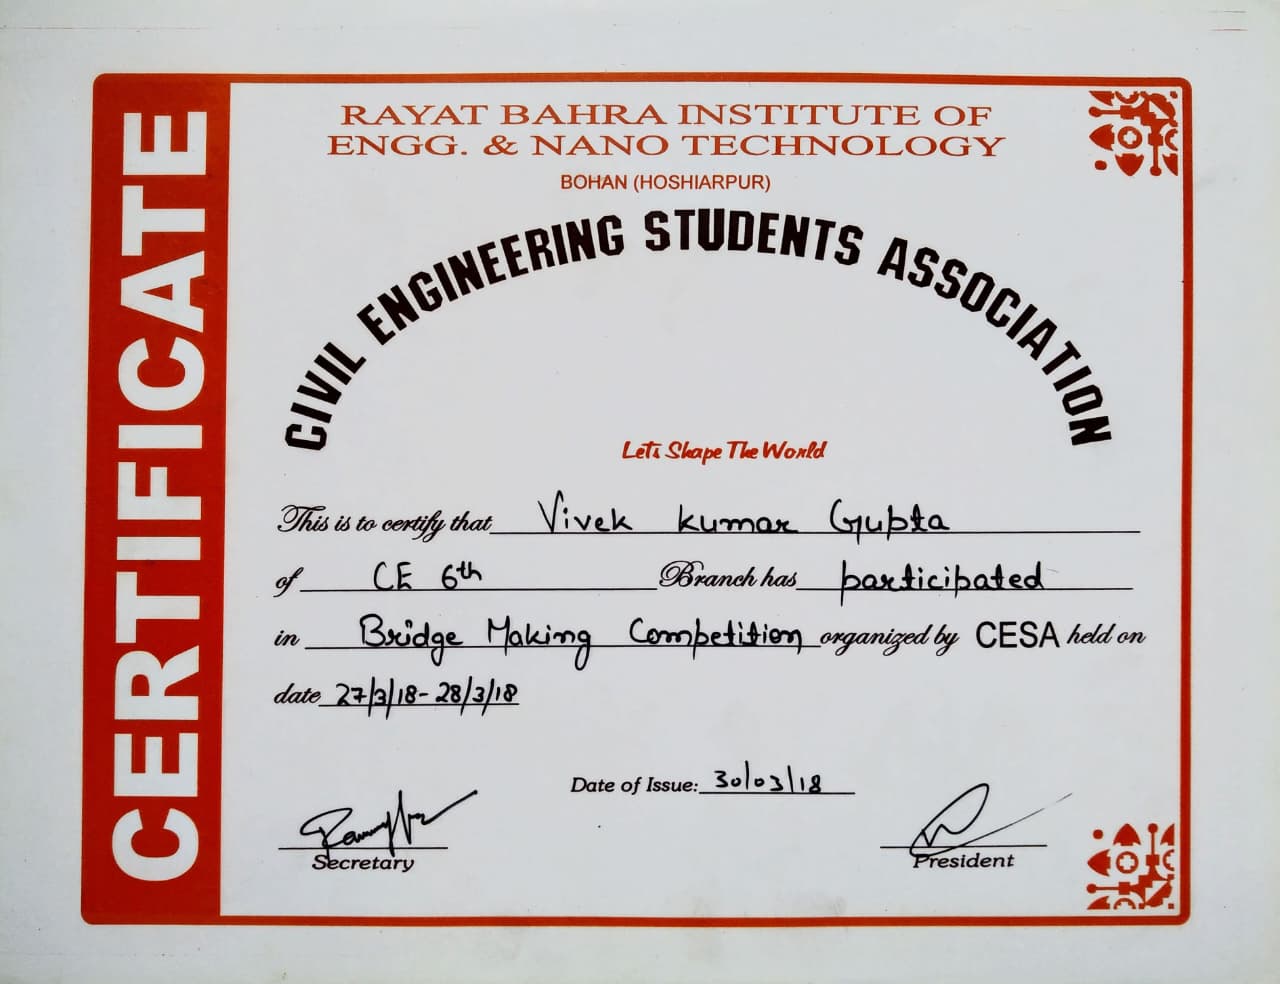 CERTIFICATE
RAYAT BAHRA INSTITUTE OF
ENGG. & NANO TECHNOLOGY
BOHAN (HOSHIARPUR)
CIVIL ENGINEERING STUDENTS ASSOCIATION
Lets Shape The World
This is to certify that Vivek kumar Gupta
of CE 6th Branch has participated
in Bridge Making Competition organized by CESA held on
date 27/3/18- 28/3/18
Date of Issue: 30/03/18
Secretary President